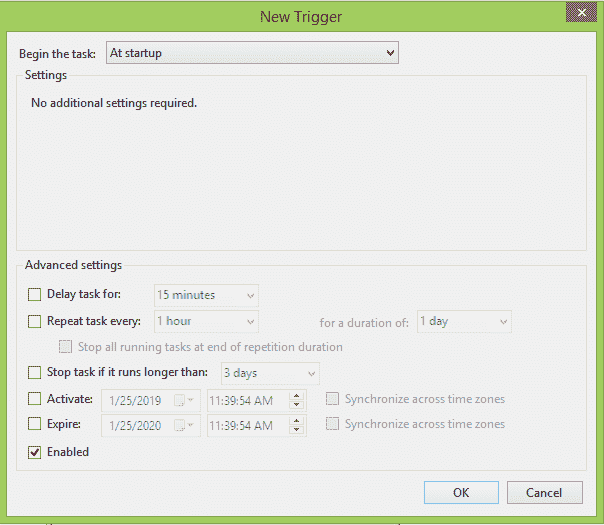 New Trigger
Begin the task: At startup
Settings
No additional settings required.
Advanced settings
Delay task for: 15 minutes
Repeat task every: 1 hour for a duration of: 1 day
Stop all running tasks at end of repetition duration
Stop task if it runs longer than: 3 days
Activate: 1/25/2019 11:39:54 AM Synchronize across time zones
Expire: 1/25/2020 11:39:54 AM Synchronize across time zones
Enabled
OK Cancel